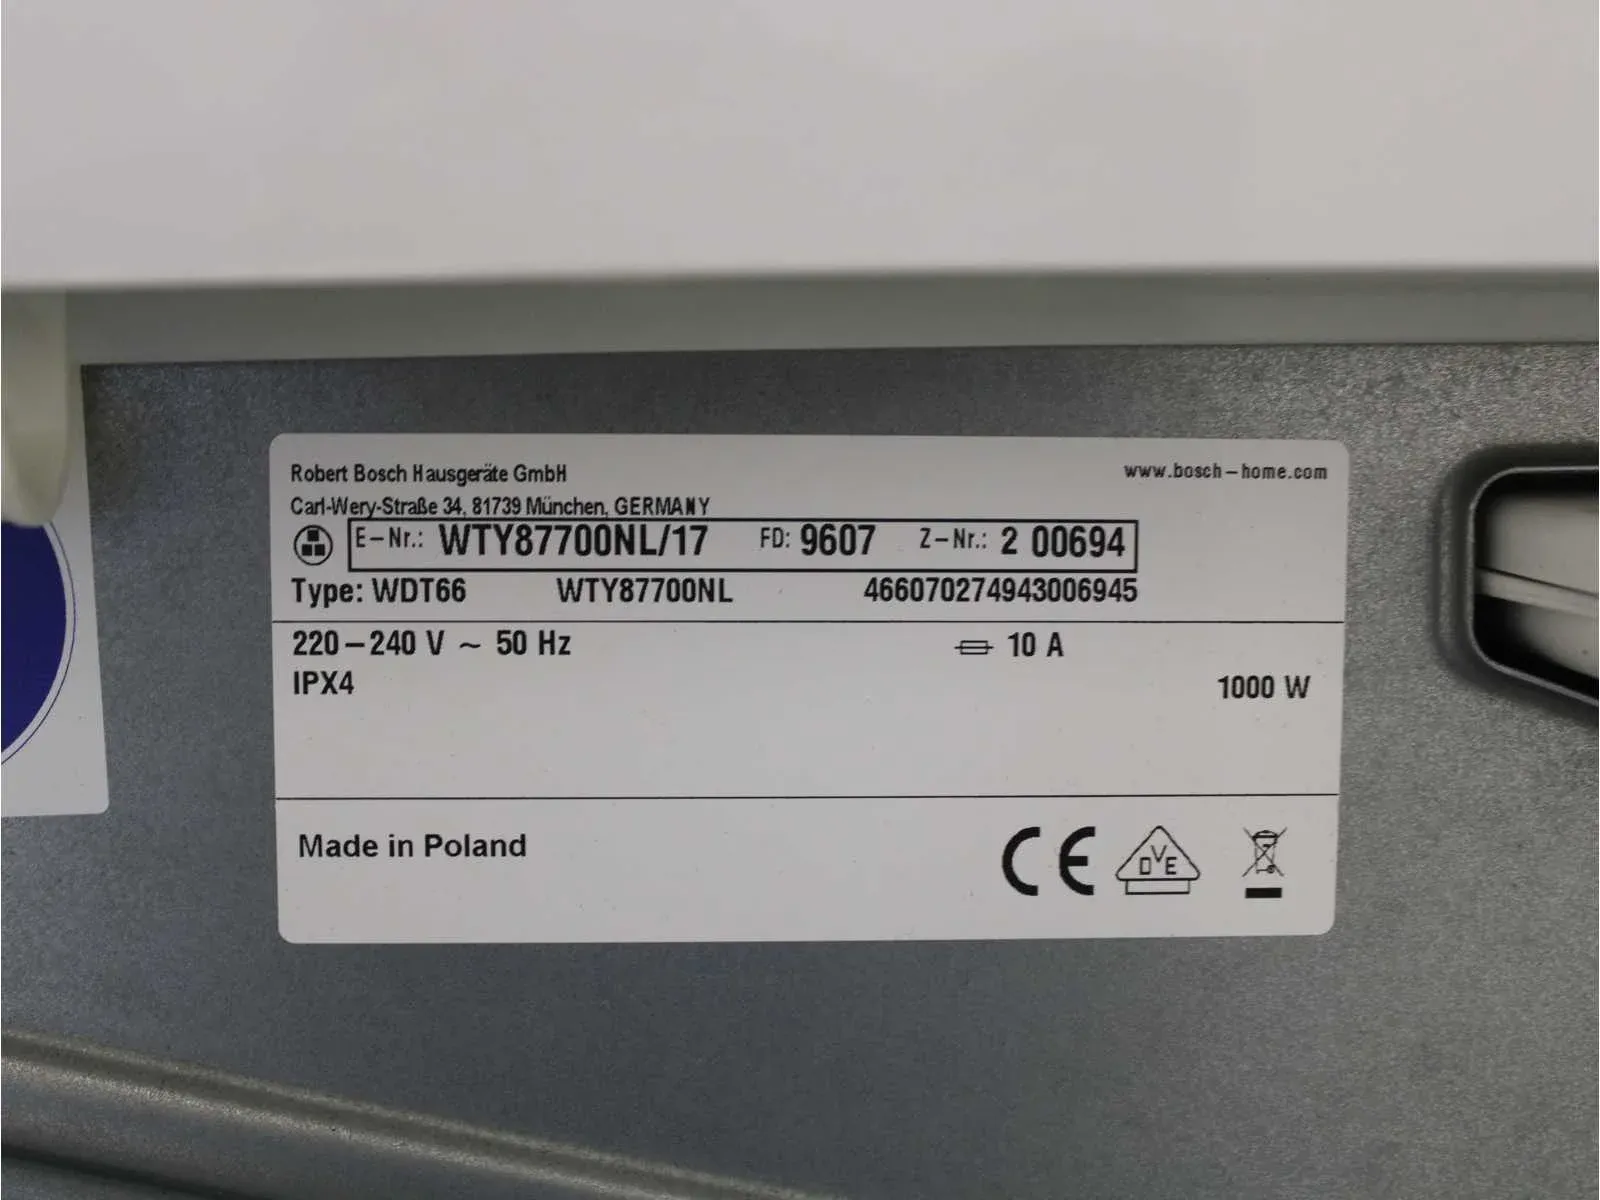 Robert Bosch Hausgeräte GmbH www.bosch-home.com
Carl-Wery-Straße 34, 81739 München, GERMANY
E-Nr.: WTY87700NL/17 FD: 9607 Z-Nr.: 2 00694
Type: WDT66 WTY87700NL 466070274943006945
220-240 V ~ 50 Hz 10 A
IPX4 1000 W
Made in Poland CE DVE